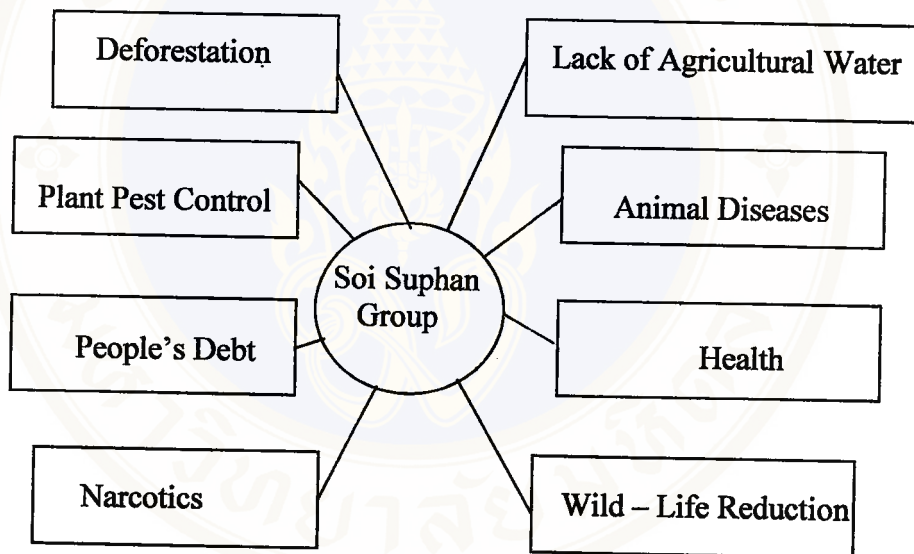 Deforestation
Lack of Agricultural Water
Plant Pest Control
Animal Diseases
Soi Suphan
Group
People's Debt
Health
Narcotics
Wild – Life Reduction